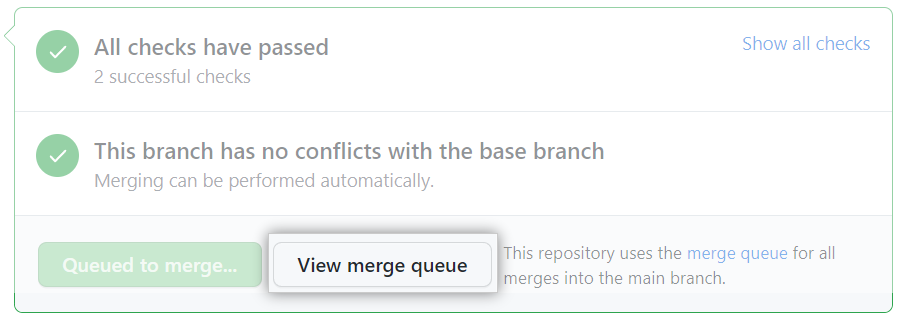 All checks have passed
Show all checks
2 successful checks
This branch has no conflicts with the base branch
Merging can be performed automatically.
Queued to merge...
View merge queue
This repository uses the merge queue for all
merges into the main branch.